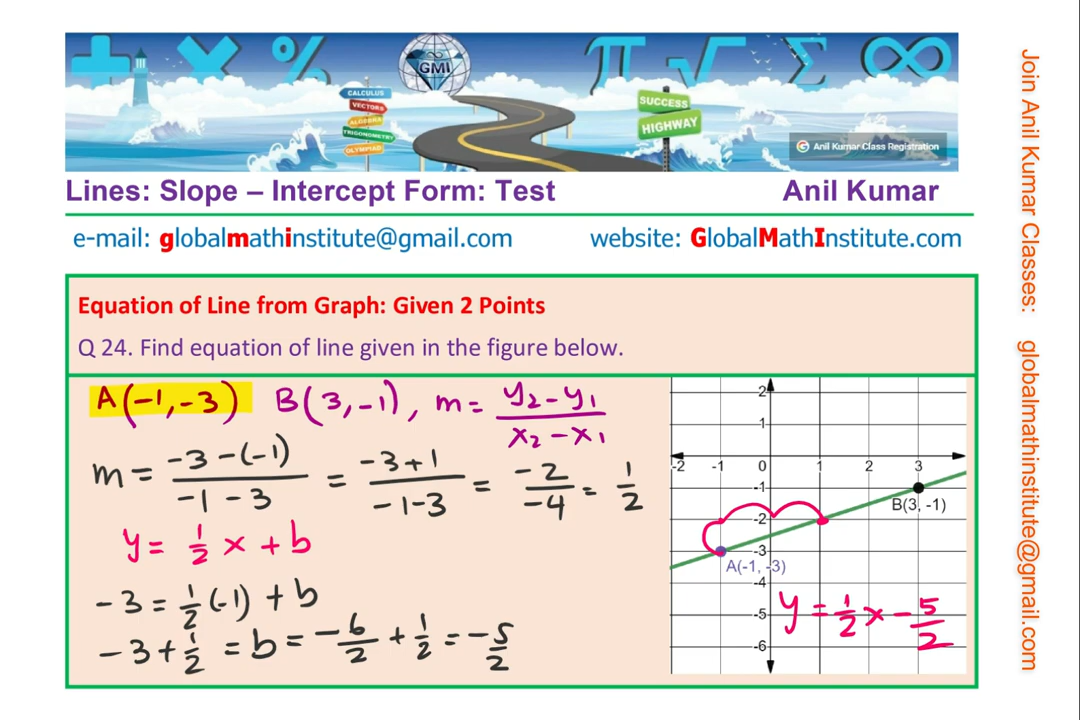 GMI
CALCULUS
VECTORS
ALGEBRA
TRIGONOMETRY
OLYMPIAD
SUCCESS
HIGHWAY
Anil Kumar Class Registration
Lines: Slope – Intercept Form: Test Anil Kumar
e-mail: globalmathinstitute@gmail.com website: GlobalMathInstitute.com
Equation of Line from Graph: Given 2 Points
Q 24. Find equation of line given in the figure below.
A(-1,-3) B(3,-1), m = (y₂-y₁)/(x₂-x₁)
m = (-3-(-1))/(-1-3) = (-3+1)/(-1-3) = -2/-4 = 1/2
y = 1/2 x + b
-3 = 1/2 (-1) + b
-3 + 1/2 = b = -6/2 + 1/2 = -5/2
2
1
-2 -1 0 1 2 3
-1
B(3, -1)
-2
-3
A(-1, -3)
-4
-5
-6
y = 1/2 x - 5/2
Join Anil Kumar Classes: globalmathinstitute@gmail.com